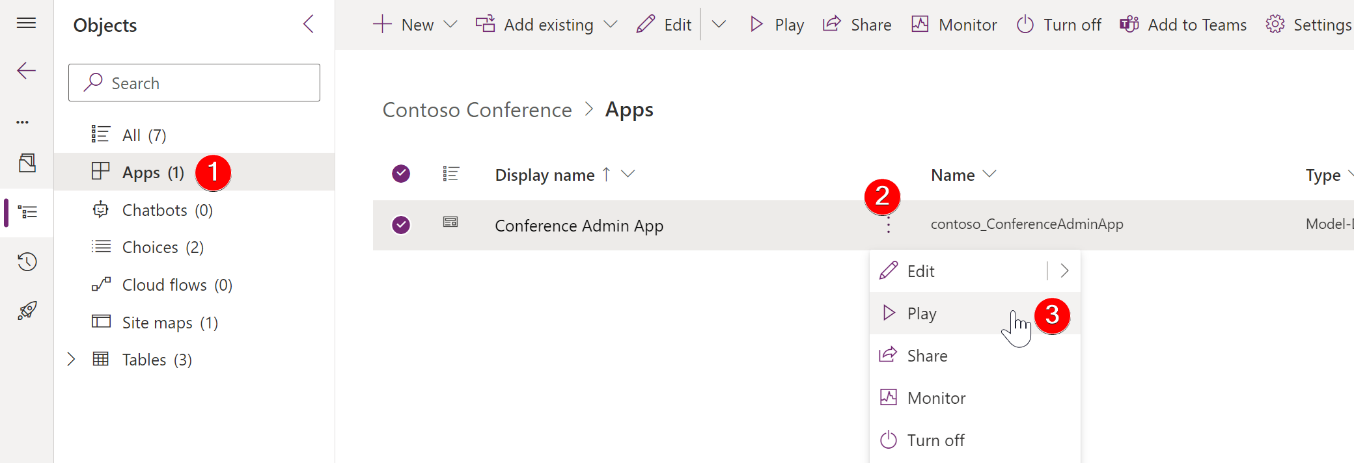 Objects
New Add existing Edit Play Share Monitor Turn off Add to Teams Settings
Search
Contoso Conference > Apps
All (7)
Apps (1) 1
Chatbots (0)
Choices (2)
Cloud flows (0)
Site maps (1)
Tables (3)
Display name ↑ Name Type
2
Conference Admin App contoso_ConferenceAdminApp Model-
Edit
Play 3
Share
Monitor
Turn off